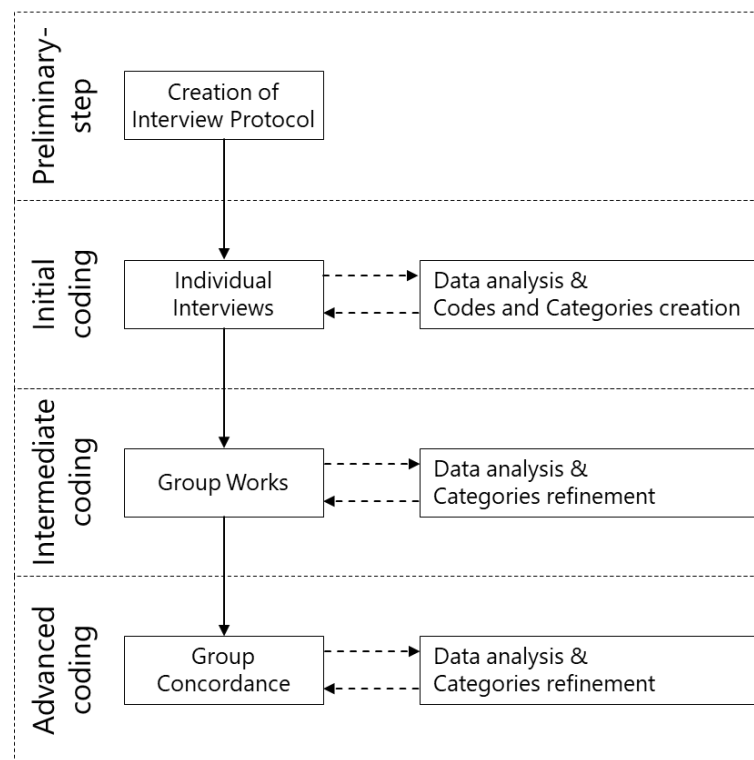 Preliminary-
step
Creation of
Interview Protocol
Initial
coding
Individual
Interviews
Data analysis &
Codes and Categories creation
Intermediate
coding
Group Works
Data analysis &
Categories refinement
Advanced
coding
Group
Concordance
Data analysis &
Categories refinement